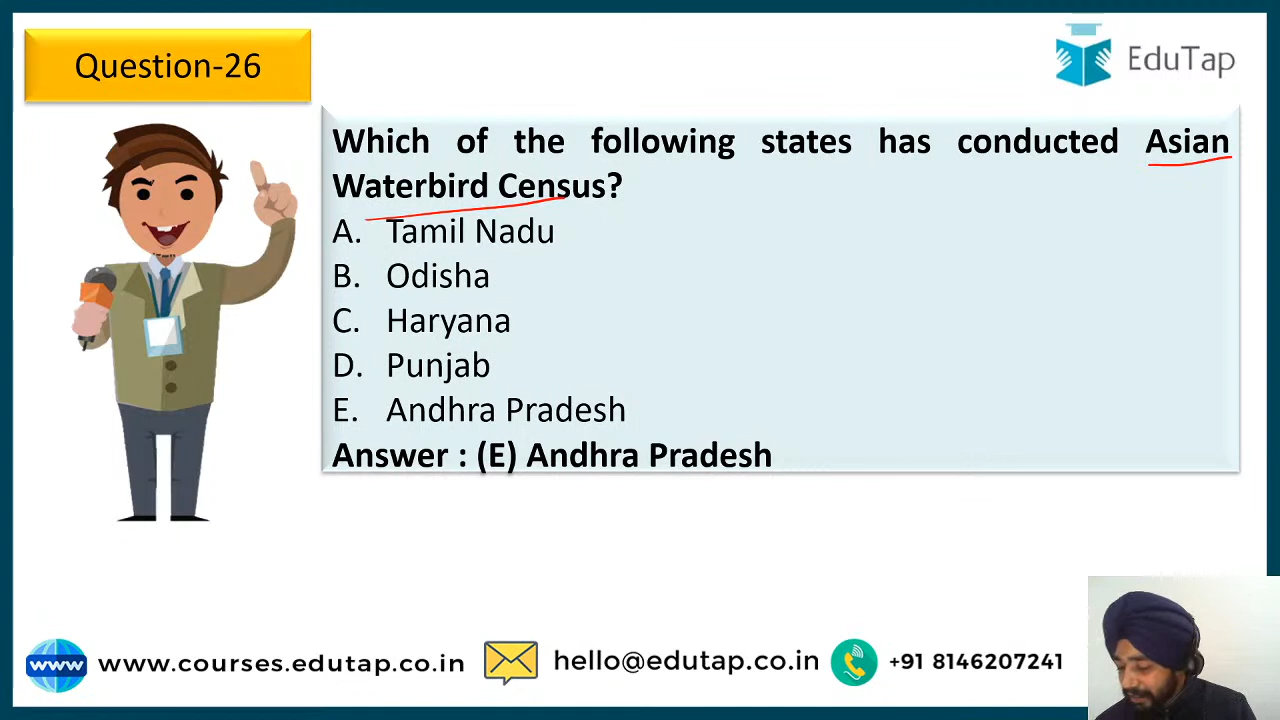 Question-26
EduTap
Which of the following states has conducted Asian
Waterbird Census?
A. Tamil Nadu
B. Odisha
C. Haryana
D. Punjab
E. Andhra Pradesh
Answer : (E) Andhra Pradesh
www www.courses.edutap.co.in hello@edutap.co.in +91 8146207241